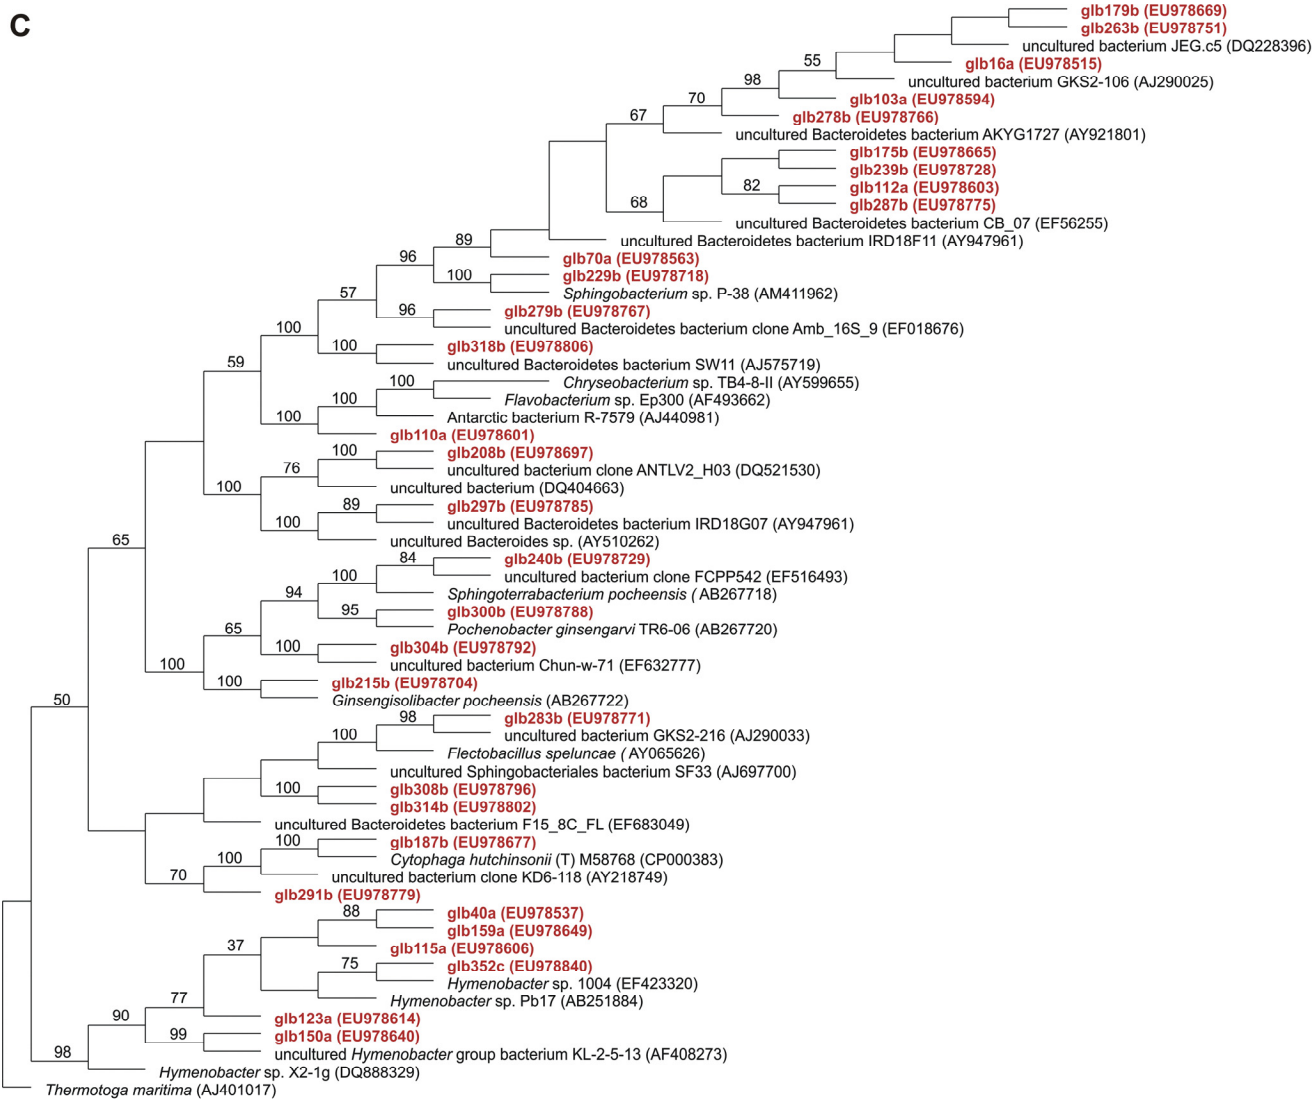 C
glb179b (EU978669)
glb263b (EU978751)
uncultured bacterium JEG.c5 (DQ228396)
55
glb16a (EU978515)
98
uncultured bacterium GKS2-106 (AJ290025)
70
glb103a (EU978594)
67
glb278b (EU978766)
uncultured Bacteroidetes bacterium AKYG1727 (AY921801)
glb175b (EU978665)
glb239b (EU978728)
82
glb112a (EU978603)
68
glb287b (EU978775)
uncultured Bacteroidetes bacterium CB_07 (EF56255)
89
uncultured Bacteroidetes bacterium IRD18F11 (AY947961)
96
glb70a (EU978563)
100
glb229b (EU978718)
57
Sphingobacterium sp. P-38 (AM411962)
96
glb279b (EU978767)
100
uncultured Bacteroidetes bacterium clone Amb_16S_9 (EF018676)
100
glb318b (EU978806)
59
uncultured Bacteroidetes bacterium SW11 (AJ575719)
100
Chryseobacterium sp. TB4-8-II (AY599655)
100
Flavobacterium sp. Ep300 (AF493662)
100
Antarctic bacterium R-7579 (AJ440981)
glb110a (EU978601)
100
glb208b (EU978697)
76
uncultured bacterium clone ANTLV2_H03 (DQ521530)
100
uncultured bacterium (DQ404663)
89
glb297b (EU978785)
100
uncultured Bacteroidetes bacterium IRD18G07 (AY947961)
65
uncultured Bacteroides sp. (AY510262)
84
glb240b (EU978729)
100
uncultured bacterium clone FCPP542 (EF516493)
94
Sphingoterrabacterium pocheensis ( AB267718)
95
glb300b (EU978788)
65
Pochenobacter ginsengarvi TR6-06 (AB267720)
100
glb304b (EU978792)
100
uncultured bacterium Chun-w-71 (EF632777)
100
glb215b (EU978704)
50
Ginsengisolibacter pocheensis (AB267722)
98
glb283b (EU978771)
100
uncultured bacterium GKS2-216 (AJ290033)
Flectobacillus speluncae ( AY065626)
uncultured Sphingobacteriales bacterium SF33 (AJ697700)
100
glb308b (EU978796)
glb314b (EU978802)
uncultured Bacteroidetes bacterium F15_8C_FL (EF683049)
100
glb187b (EU978677)
100
Cytophaga hutchinsonii (T) M58768 (CP000383)
70
uncultured bacterium clone KD6-118 (AY218749)
glb291b (EU978779)
88
glb40a (EU978537)
glb159a (EU978649)
37
glb115a (EU978606)
75
glb352c (EU978840)
Hymenobacter sp. 1004 (EF423320)
77
Hymenobacter sp. Pb17 (AB251884)
90
glb123a (EU978614)
99
glb150a (EU978640)
98
uncultured Hymenobacter group bacterium KL-2-5-13 (AF408273)
Hymenobacter sp. X2-1g (DQ888329)
Thermotoga maritima (AJ401017)